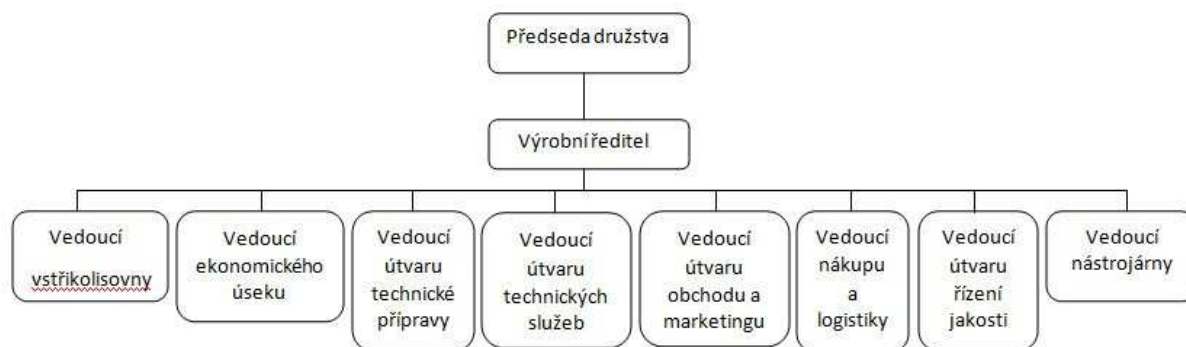 Předseda družstva
Výrobní ředitel
Vedoucí
vstřikolisovny
Vedoucí
ekonomického
úseku
Vedoucí
útvaru
technické
přípravy
Vedoucí
útvaru
technických
služeb
Vedoucí
útvaru
obchodu a
marketingu
Vedoucí
nákupu
a
logistiky
Vedoucí
útvaru
řízení
jakosti
Vedoucí
nástrojárny